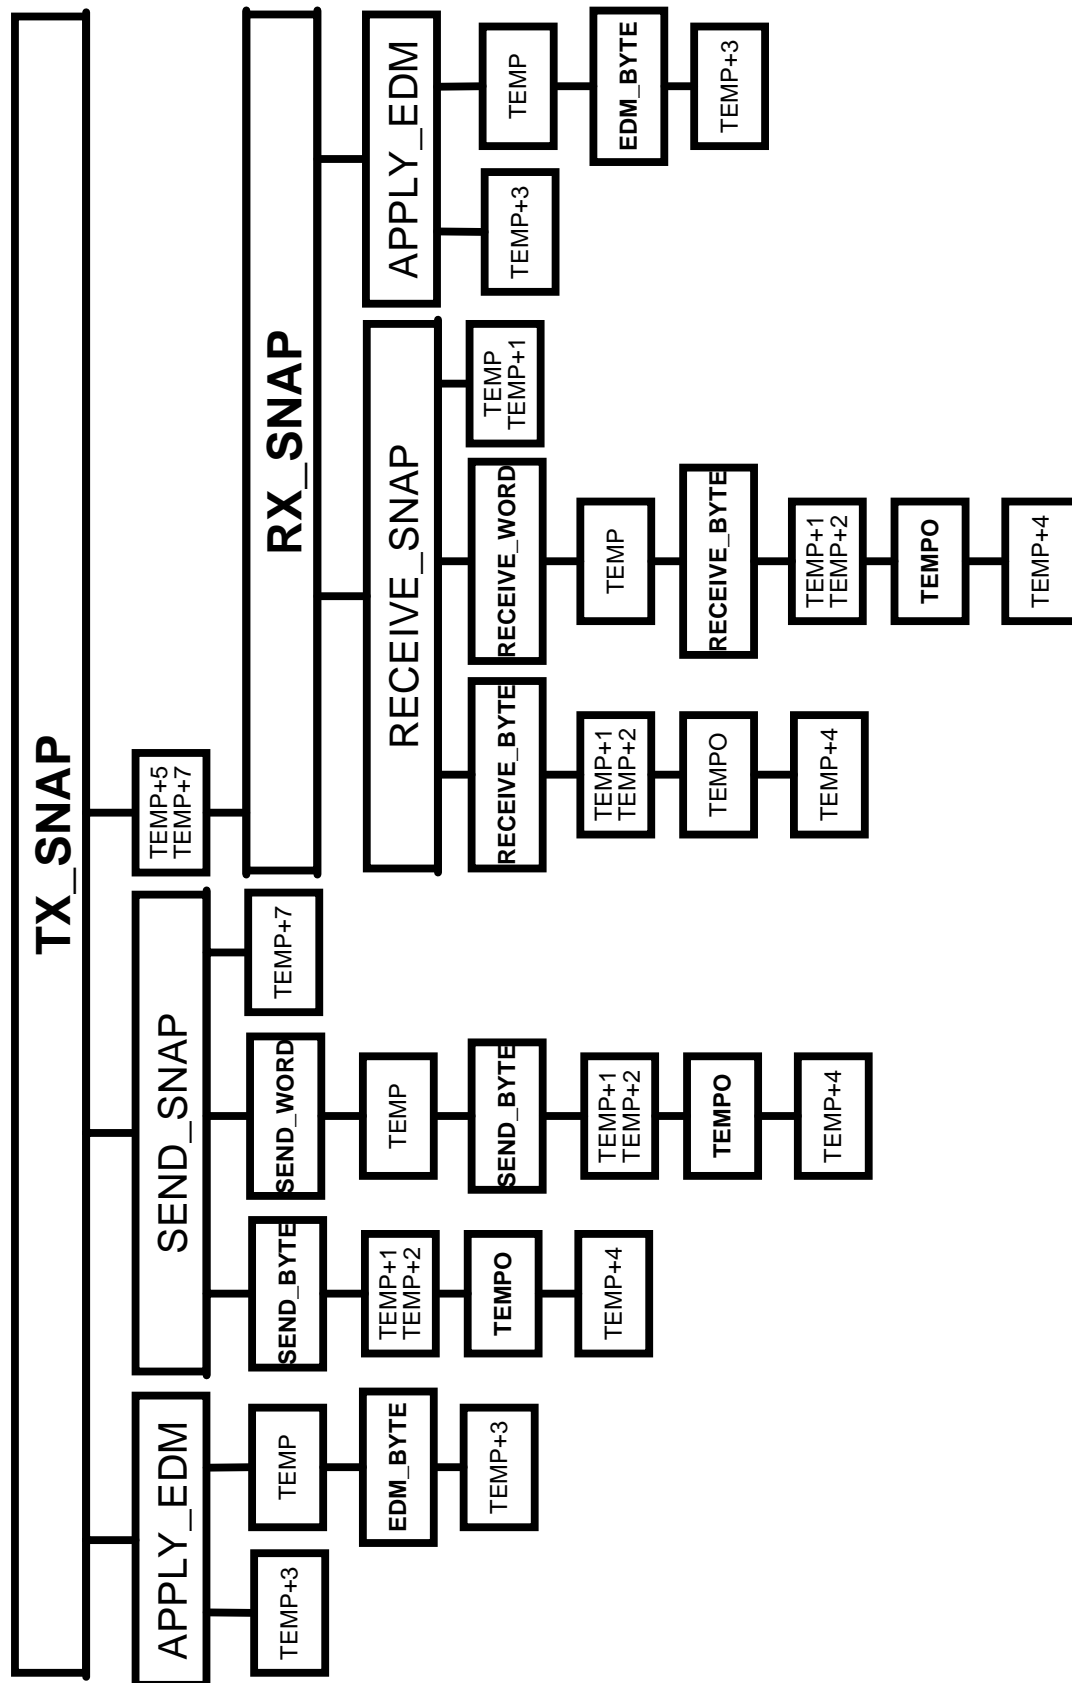 TX_SNAP
APPLY_EDM
SEND_SNAP
TEMP+5
TEMP+7
TEMP+3
TEMP
SEND_BYTE
SEND_WORD
TEMP+7
RX_SNAP
EDM_BYTE
TEMP+1
TEMP+2
TEMP
RECEIVE_SNAP
APPLY_EDM
TEMP+3
TEMPO
SEND_BYTE
RECEIVE_BYTE
RECEIVE_WORD
TEMP
TEMP+1
TEMP+3
TEMP
TEMP+4
TEMP+1
TEMP+2
TEMP+1
TEMP+2
TEMP
EDM_BYTE
TEMPO
TEMPO
RECEIVE_BYTE
TEMP+3
TEMP+4
TEMP+4
TEMP+1
TEMP+2
TEMPO
TEMP+4